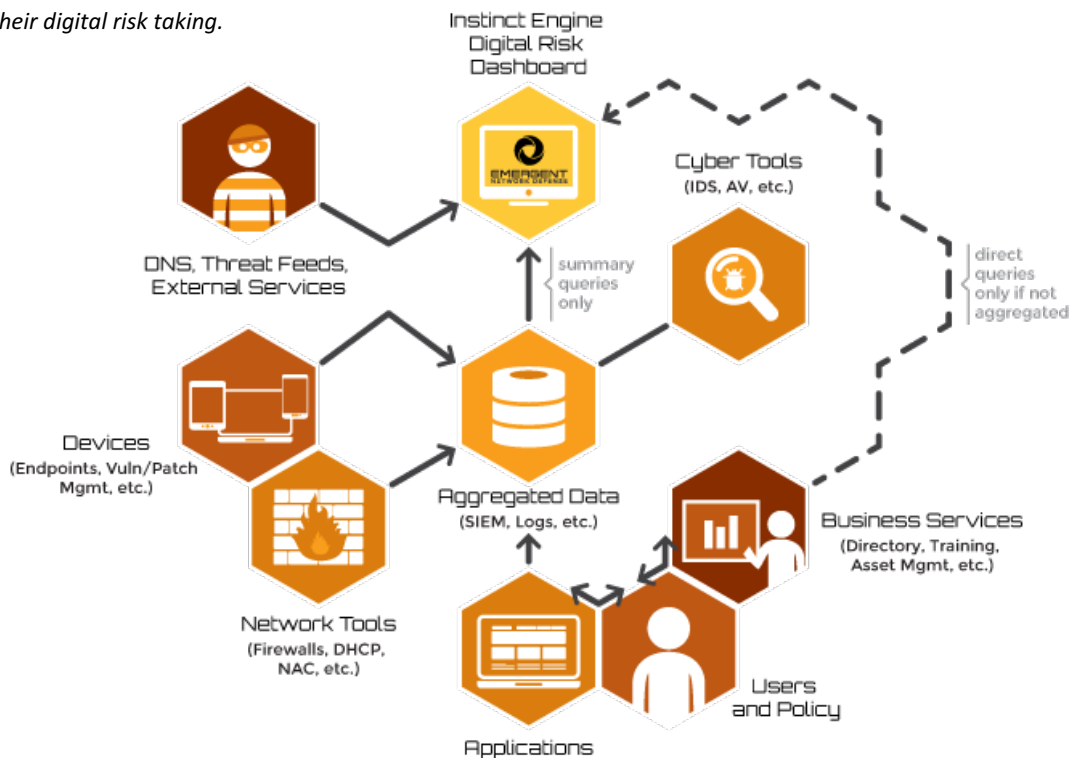 heir digital risk taking.
Instinct Engine
Digital Risk
Dashboard
EMERGENT
NETWORK DEFENSE
Cyber Tools
(IDS, AV, etc.)
DNS, Threat Feeds,
External Services
summary
queries
only
direct
queries
only if not
aggregated
Devices
(Endpoints, Vuln/Patch
Mgmt, etc.)
Aggregated Data
(SIEM, Logs, etc.)
Business Services
(Directory, Training,
Asset Mgmt, etc.)
Network Tools
(Firewalls, DHCP,
NAC, etc.)
Users
and Policy
Applications